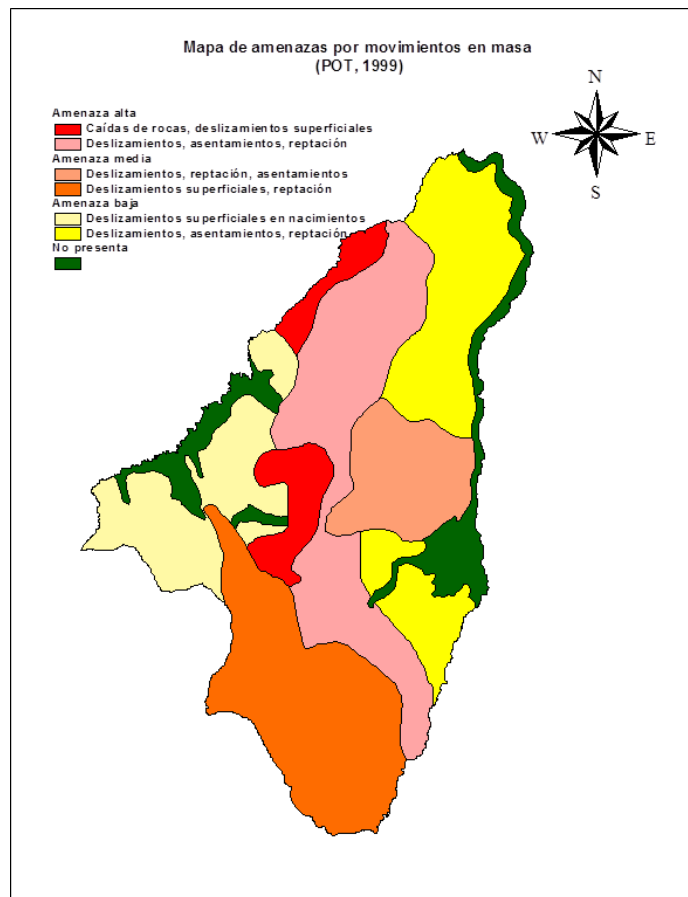 Mapa de amenazas por movimientos en masa
(POT, 1999)
N
W
E
S
Amenaza alta
Caídas de rocas, deslizamientos superficiales
Deslizamientos, asentamientos, reptación
Amenaza media
Deslizamientos, reptación, asentamientos
Deslizamientos superficiales, reptación
Amenaza baja
Deslizamientos superficiales en nacimientos
Deslizamientos, asentamientos, reptación
No presenta